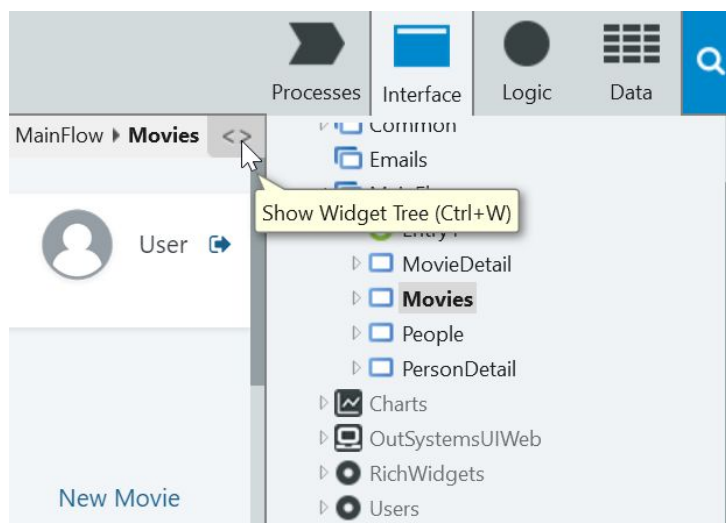 Processes Interface Logic Data
MainFlow Movies <>
Common
Emails
Show Widget Tree (Ctrl+W)
User
MovieDetail
Movies
People
PersonDetail
Charts
OutSystemsUIWeb
RichWidgets
New Movie
Users